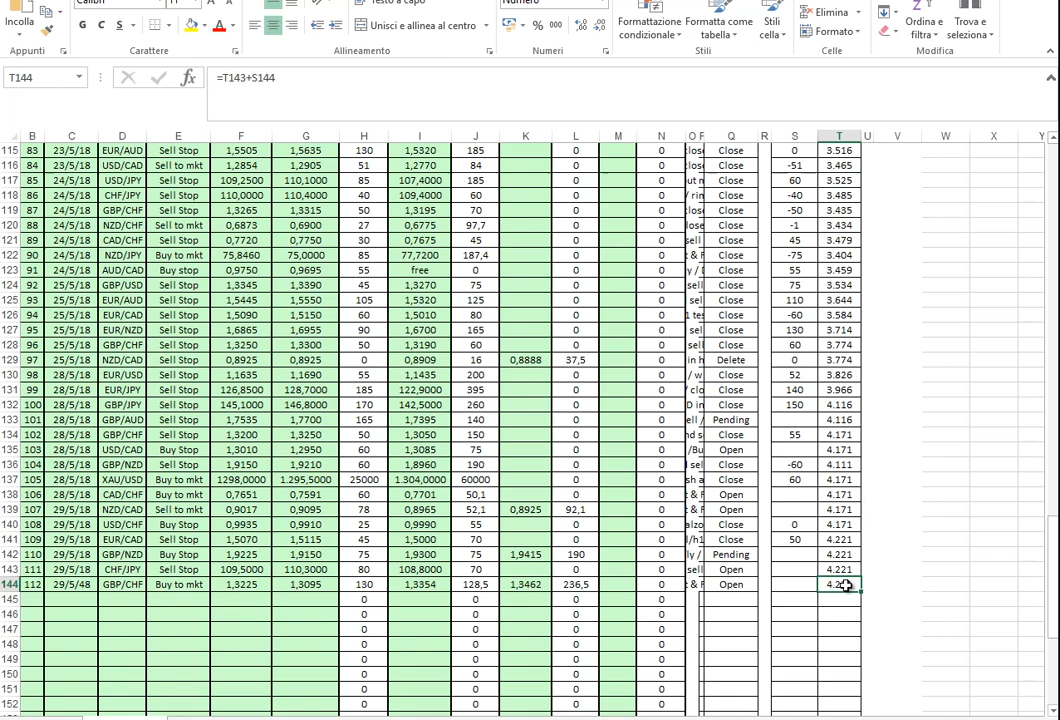 Incolla
Calibri 11 Testo a capo Numero
G C S A Unisci e allinea al centro % 000
Formattazione condizionale Formatta come tabella Stili cella
Elimina
Formato
Ordina e filtra Trova e seleziona
Appunti Carattere Allineamento Numeri Stili Celle Modifica
T144 fx =T143+S144
B C D E F G H I J K L M N O P Q R S T U V W X Y
115 83 23/5/18 EUR/AUD Sell Stop 1,5505 1,5635 130 1,5320 185 0 0 close Close 0 3.516
116 84 23/5/18 USD/CAD Sell to mkt 1,2854 1,2905 51 1,2770 84 0 0 close Close -51 3.465
117 85 24/5/18 USD/JPY Sell Stop 109,2500 110,1000 85 107,4000 185 0 0 Close 60 3.525
118 86 24/5/18 CHF/JPY Sell Stop 110,0000 110,4000 40 109,4000 60 0 0 Close -40 3.485
119 87 24/5/18 GBP/CHF Sell Stop 1,3265 1,3315 50 1,3195 70 0 0 Close -50 3.435
120 88 24/5/18 NZD/CHF Sell to mkt 0,6873 0,6900 27 0,6775 97,7 0 0 close Close -1 3.434
121 89 24/5/18 CAD/CHF Sell Stop 0,7720 0,7750 30 0,7675 45 0 0 sell Close 45 3.479
122 90 24/5/18 NZD/JPY Buy to mkt 75,8460 75,0000 85 77,7200 187,4 0 0 Close -75 3.404
123 91 24/5/18 AUD/CAD Buy stop 0,9750 0,9695 55 free 0 0 0 Close 55 3.459
124 92 25/5/18 GBP/USD Sell Stop 1,3345 1,3390 45 1,3270 75 0 0 sell Close 75 3.534
125 93 25/5/18 EUR/AUD Sell Stop 1,5445 1,5550 105 1,5320 125 0 0 sel Close 110 3.644
126 94 25/5/18 EUR/CAD Sell Stop 1,5090 1,5150 60 1,5010 80 0 0 Close -60 3.584
127 95 25/5/18 EUR/NZD Sell Stop 1,6865 1,6955 90 1,6700 165 0 0 sel Close 130 3.714
128 96 25/5/18 GBP/CHF Sell Stop 1,3250 1,3300 50 1,3190 60 0 0 sell Close 60 3.774
129 97 25/5/18 NZD/CAD Sell Stop 0,8925 0,8925 0 0,8909 16 0,8888 37,5 0 in h Delete 0 3.774
130 98 28/5/18 EUR/USD Sell Stop 1,1635 1,1690 55 1,1435 200 0 0 / w Close 52 3.826
131 99 28/5/18 EUR/JPY Sell Stop 126,8500 128,7000 185 122,9000 395 0 0 Close 140 3.966
132 100 28/5/18 GBP/JPY Sell Stop 145,1000 146,8000 170 142,5000 260 0 0 Close 150 4.116
133 101 28/5/18 GBP/AUD Sell Stop 1,7535 1,7700 165 1,7395 140 0 0 Pending 4.116
134 102 28/5/18 GBP/CHF Sell Stop 1,3200 1,3250 50 1,3050 150 0 0 Close 55 4.171
135 103 28/5/18 USD/CAD Buy Stop 1,3010 1,2950 60 1,3085 75 0 0 /Bu Open 4.171
136 104 28/5/18 GBP/NZD Sell Stop 1,9150 1,9210 60 1,8960 190 0 0 sel Close -60 4.111
137 105 28/5/18 XAU/USD Buy to mkt 1298,0000 1.295,5000 25000 1.304,0000 60000 0 0 Close 60 4.171
138 106 28/5/18 CAD/CHF Buy to mkt 0,7651 0,7591 60 0,7701 50,1 0 0 Open 4.171
139 107 29/5/18 NZD/CAD Sell to mkt 0,9017 0,9095 78 0,8965 52,1 0,8925 92,1 0 Open 4.171
140 108 29/5/18 USD/CHF Buy Stop 0,9935 0,9910 25 0,9990 55 0 0 Close 0 4.171
141 109 29/5/18 EUR/CAD Sell Stop 1,5070 1,5115 45 1,5000 70 0 0 Close 50 4.221
142 110 29/5/18 GBP/NZD Buy Stop 1,9225 1,9150 75 1,9300 75 1,9415 190 0 Pending 4.221
143 111 29/5/18 CHF/JPY Sell Stop 109,5000 110,3000 80 108,8000 70 0 0 sell Open 4.221
144 112 29/5/48 GBP/CHF Buy to mkt 1,3225 1,3095 130 1,3354 128,5 1,3462 236,5 0 Open
145 0 0 0 0
146 0 0 0 0
147 0 0 0 0
148 0 0 0 0
149 0 0 0 0
150 0 0 0 0
151 0 0 0 0
152 0 0 0 0